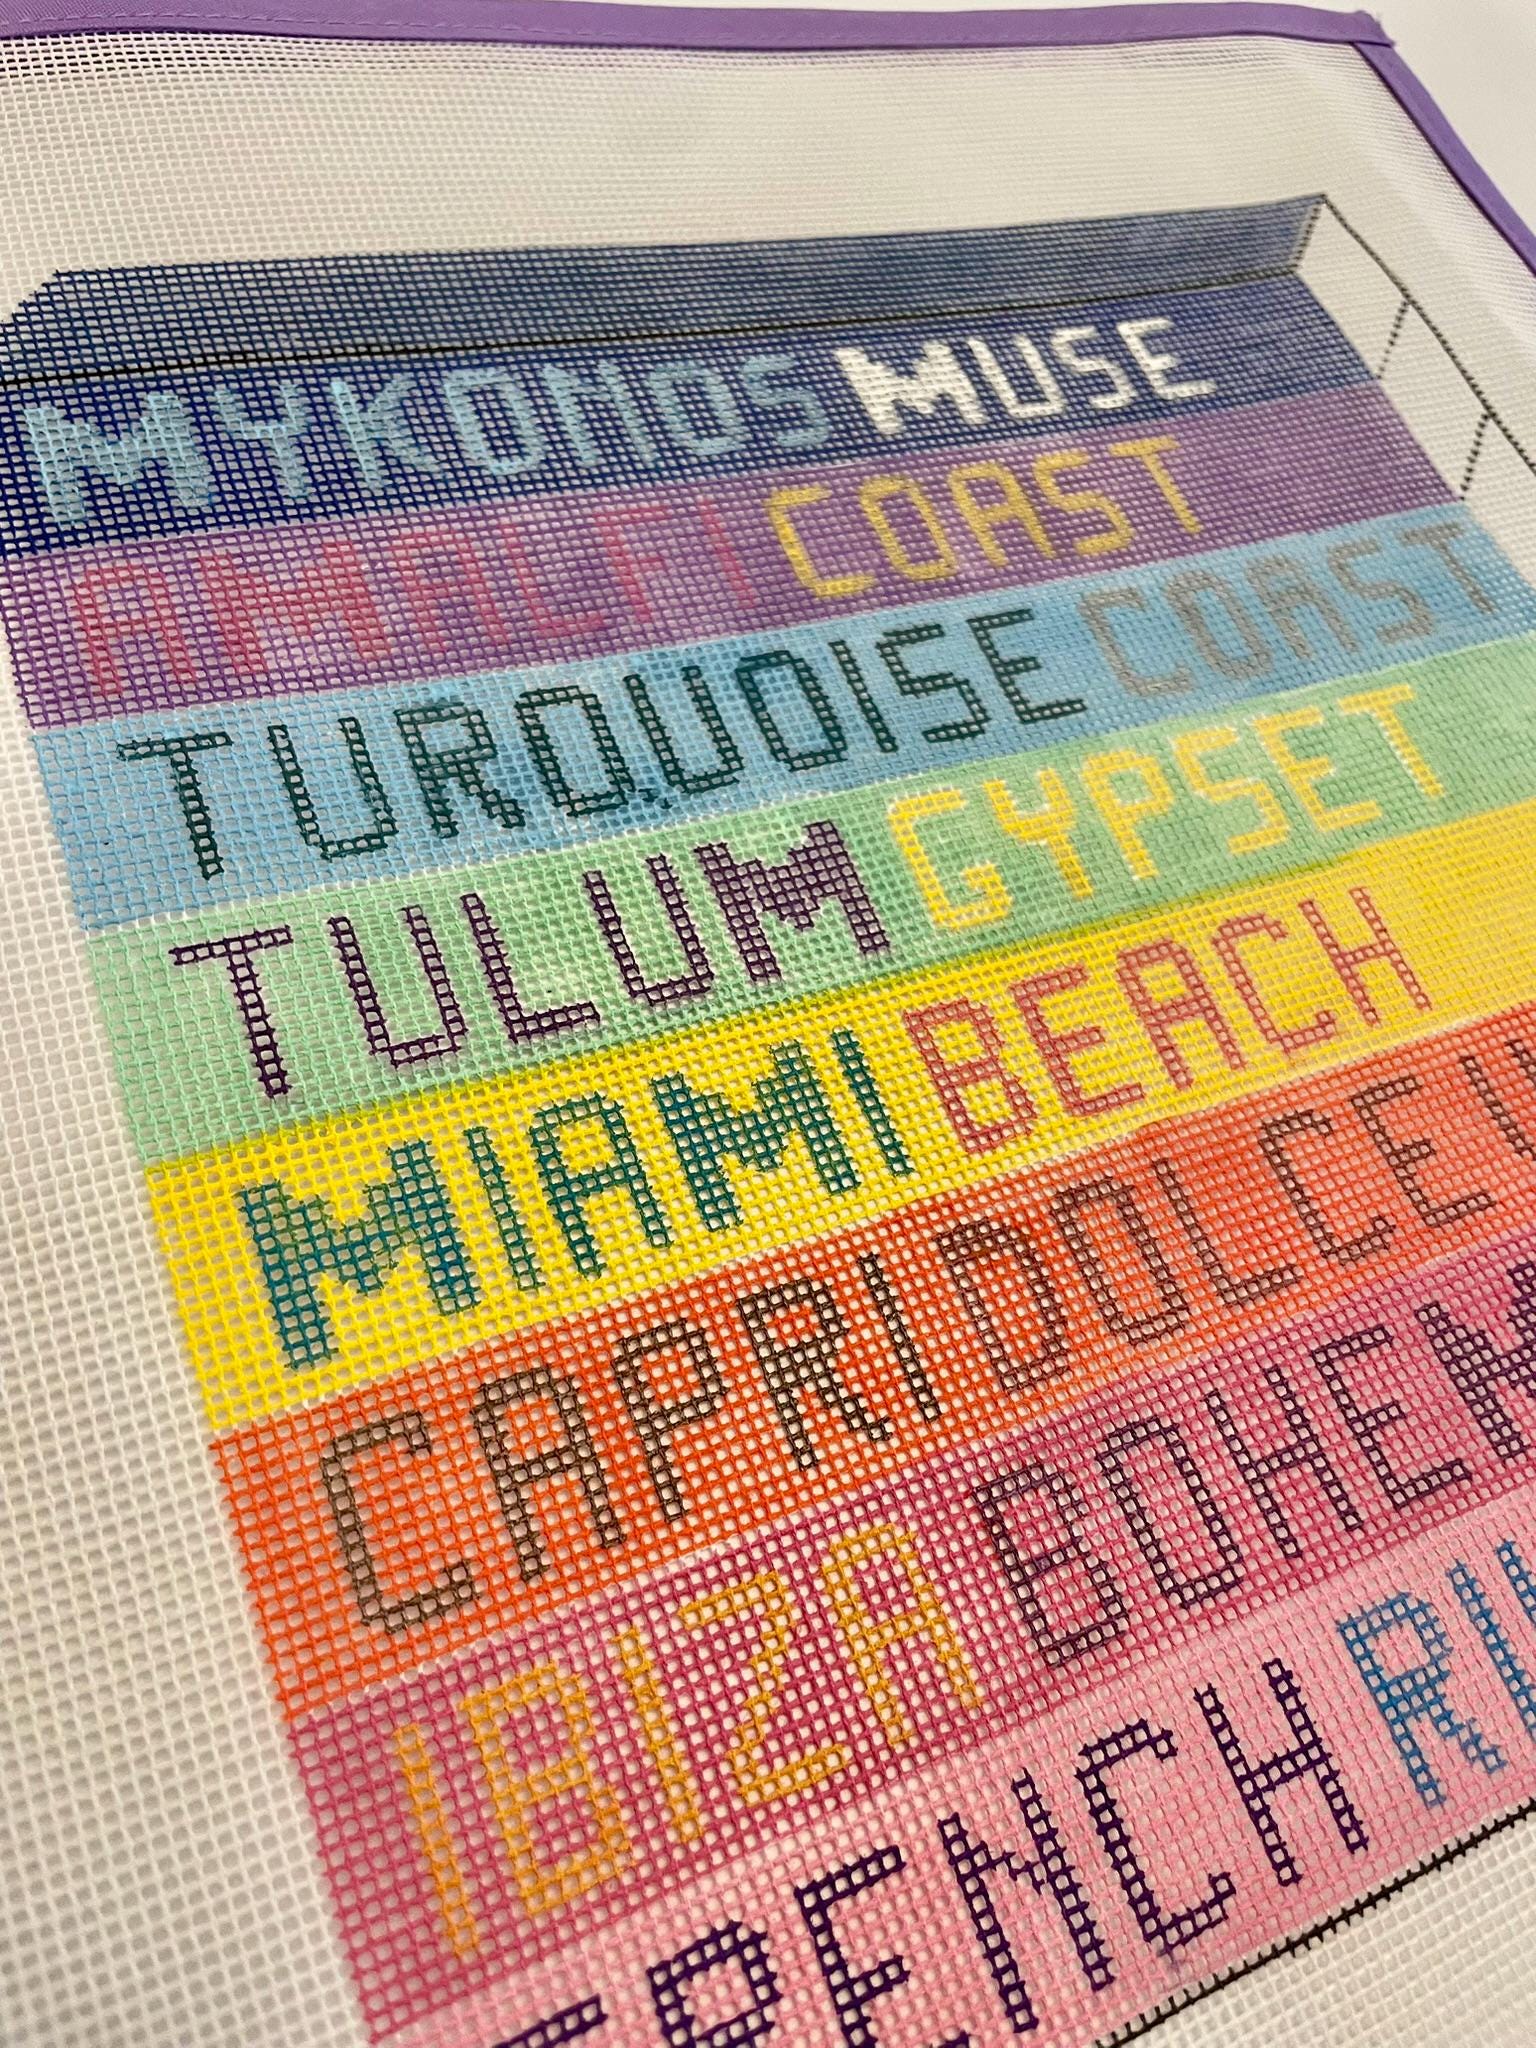 MYKONOS MUSE
AMALFI COAST
TURQUOISE COAST
TULUM GYPSET
MIAMI BEACH
CAPRI DOLCE
IBIZA
FRENCH